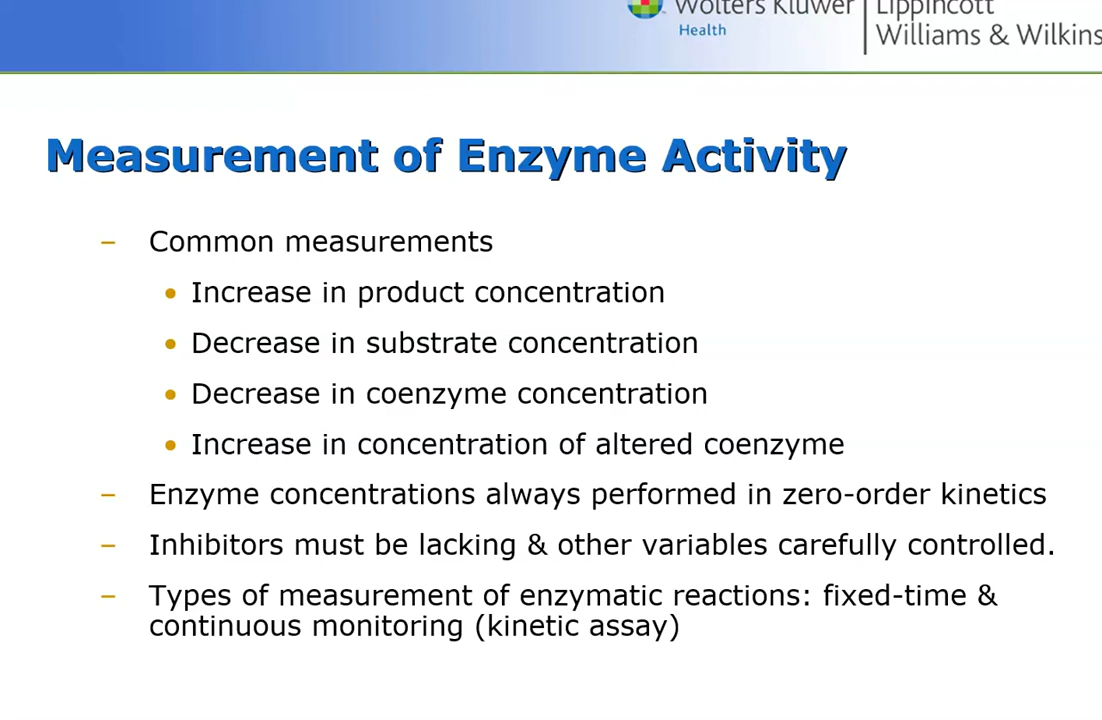 Wolters Kluwer
Health
Lippincott
Williams & Wilkins
Measurement of Enzyme Activity
– Common measurements
• Increase in product concentration
• Decrease in substrate concentration
• Decrease in coenzyme concentration
• Increase in concentration of altered coenzyme
– Enzyme concentrations always performed in zero-order kinetics
– Inhibitors must be lacking & other variables carefully controlled.
– Types of measurement of enzymatic reactions: fixed-time &
continuous monitoring (kinetic assay)